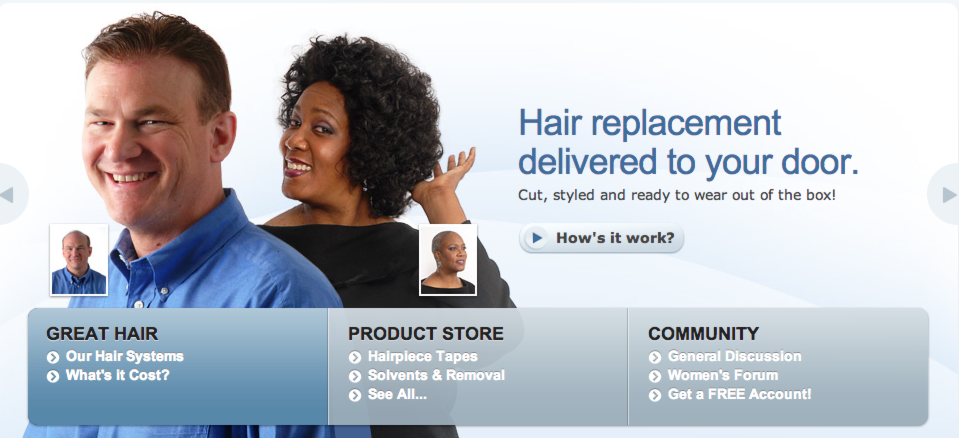 Hair replacement
delivered to your door.
Cut, styled and ready to wear out of the box!
How's it work?
GREAT HAIR
Our Hair Systems
What's it Cost?
PRODUCT STORE
Hairpiece Tapes
Solvents & Removal
See All...
COMMUNITY
General Discussion
Women's Forum
Get a FREE Account!